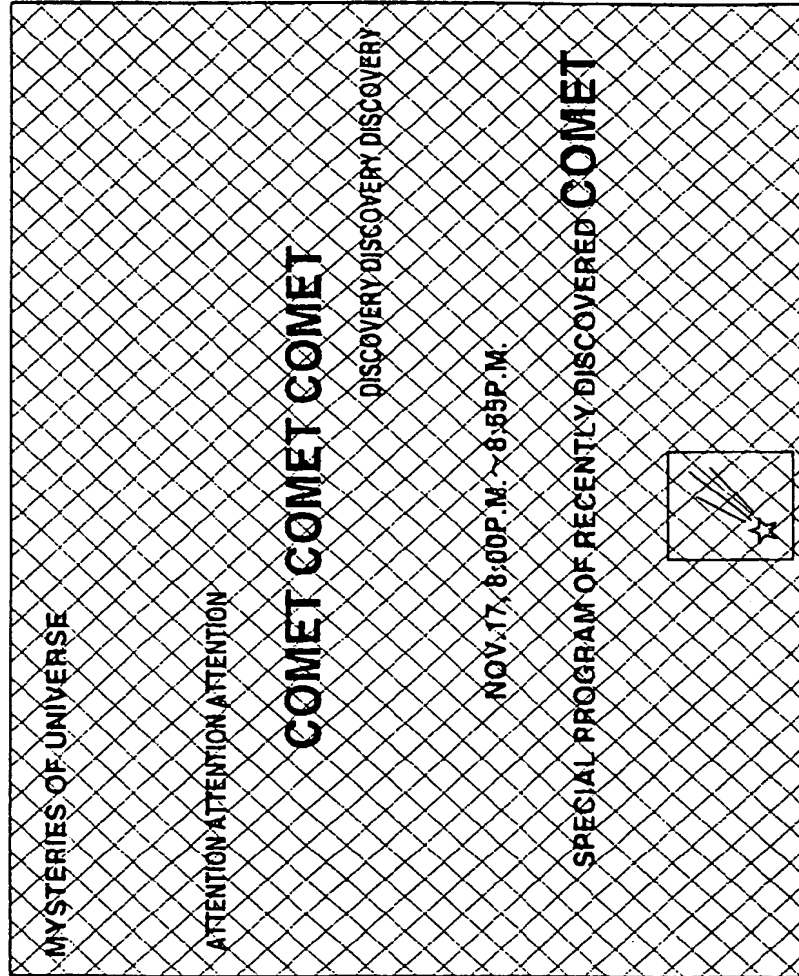 MYSTERIES OF UNIVERSE
ATTENTION ATTENTION ATTENTION
COMET COMET COMET
DISCOVERY DISCOVERY DISCOVERY DISCOVERY
NOV.17, 8:00P.M.~8:55P.M.
SPECIAL PROGRAM OF RECENTLY DISCOVERED COMET